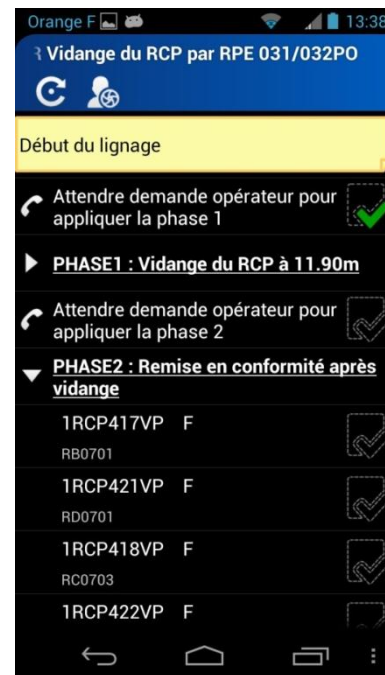 Orange F 13:38
Vidange du RCP par RPE 031/032PO
Début du lignage
Attendre demande opérateur pour
appliquer la phase 1
PHASE1 : Vidange du RCP à 11.90m
Attendre demande opérateur pour
appliquer la phase 2
PHASE2 : Remise en conformité après
vidange
1RCP417VP F
RB0701
1RCP421VP F
RD0701
1RCP418VP F
RC0703
1RCP422VP F